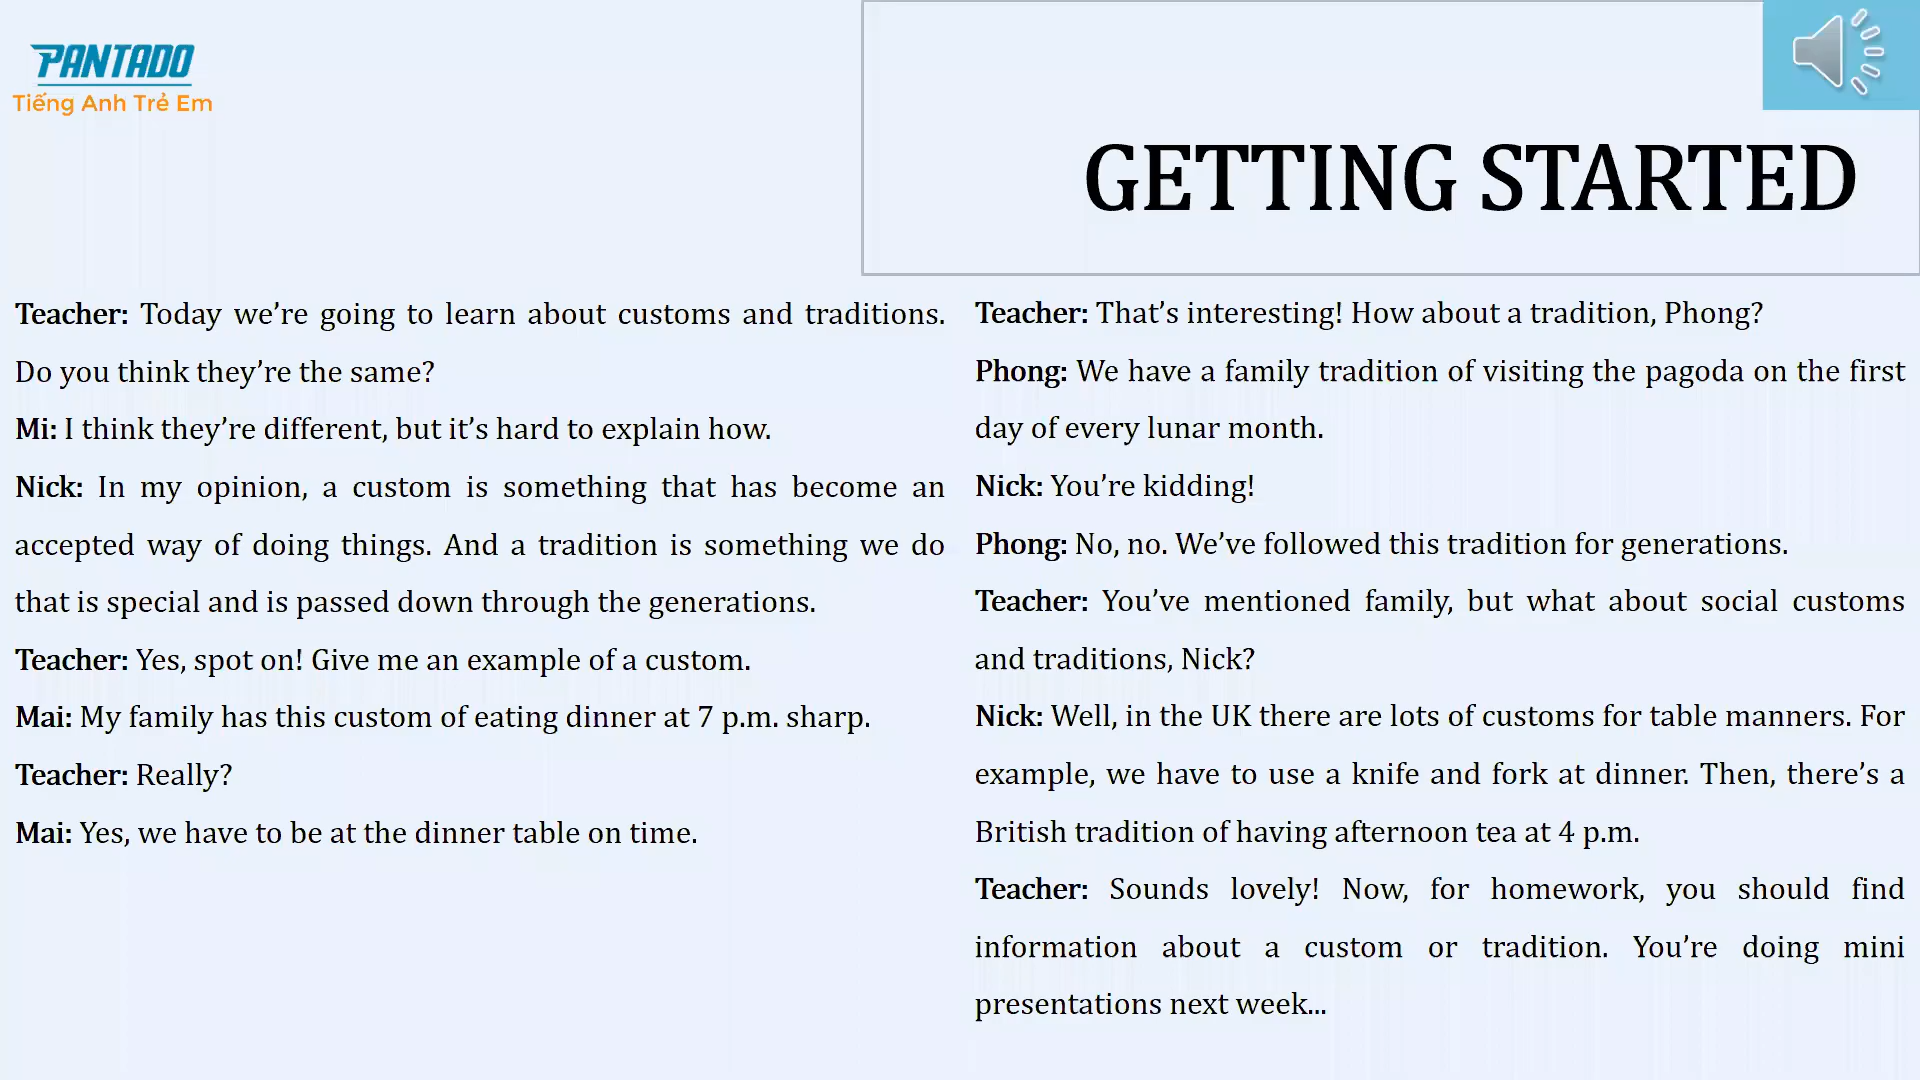 PANTADO
Tiếng Anh Trẻ Em
GETTING STARTED
Teacher: Today we’re going to learn about customs and traditions.
Do you think they’re the same?
Mi: I think they’re different, but it’s hard to explain how.
Nick: In my opinion, a custom is something that has become an
accepted way of doing things. And a tradition is something we do
that is special and is passed down through the generations.
Teacher: Yes, spot on! Give me an example of a custom.
Mai: My family has this custom of eating dinner at 7 p.m. sharp.
Teacher: Really?
Mai: Yes, we have to be at the dinner table on time.
Teacher: That’s interesting! How about a tradition, Phong?
Phong: We have a family tradition of visiting the pagoda on the first
day of every lunar month.
Nick: You’re kidding!
Phong: No, no. We’ve followed this tradition for generations.
Teacher: You’ve mentioned family, but what about social customs
and traditions, Nick?
Nick: Well, in the UK there are lots of customs for table manners. For
example, we have to use a knife and fork at dinner. Then, there’s a
British tradition of having afternoon tea at 4 p.m.
Teacher: Sounds lovely! Now, for homework, you should find
information about a custom or tradition. You’re doing mini
presentations next week...